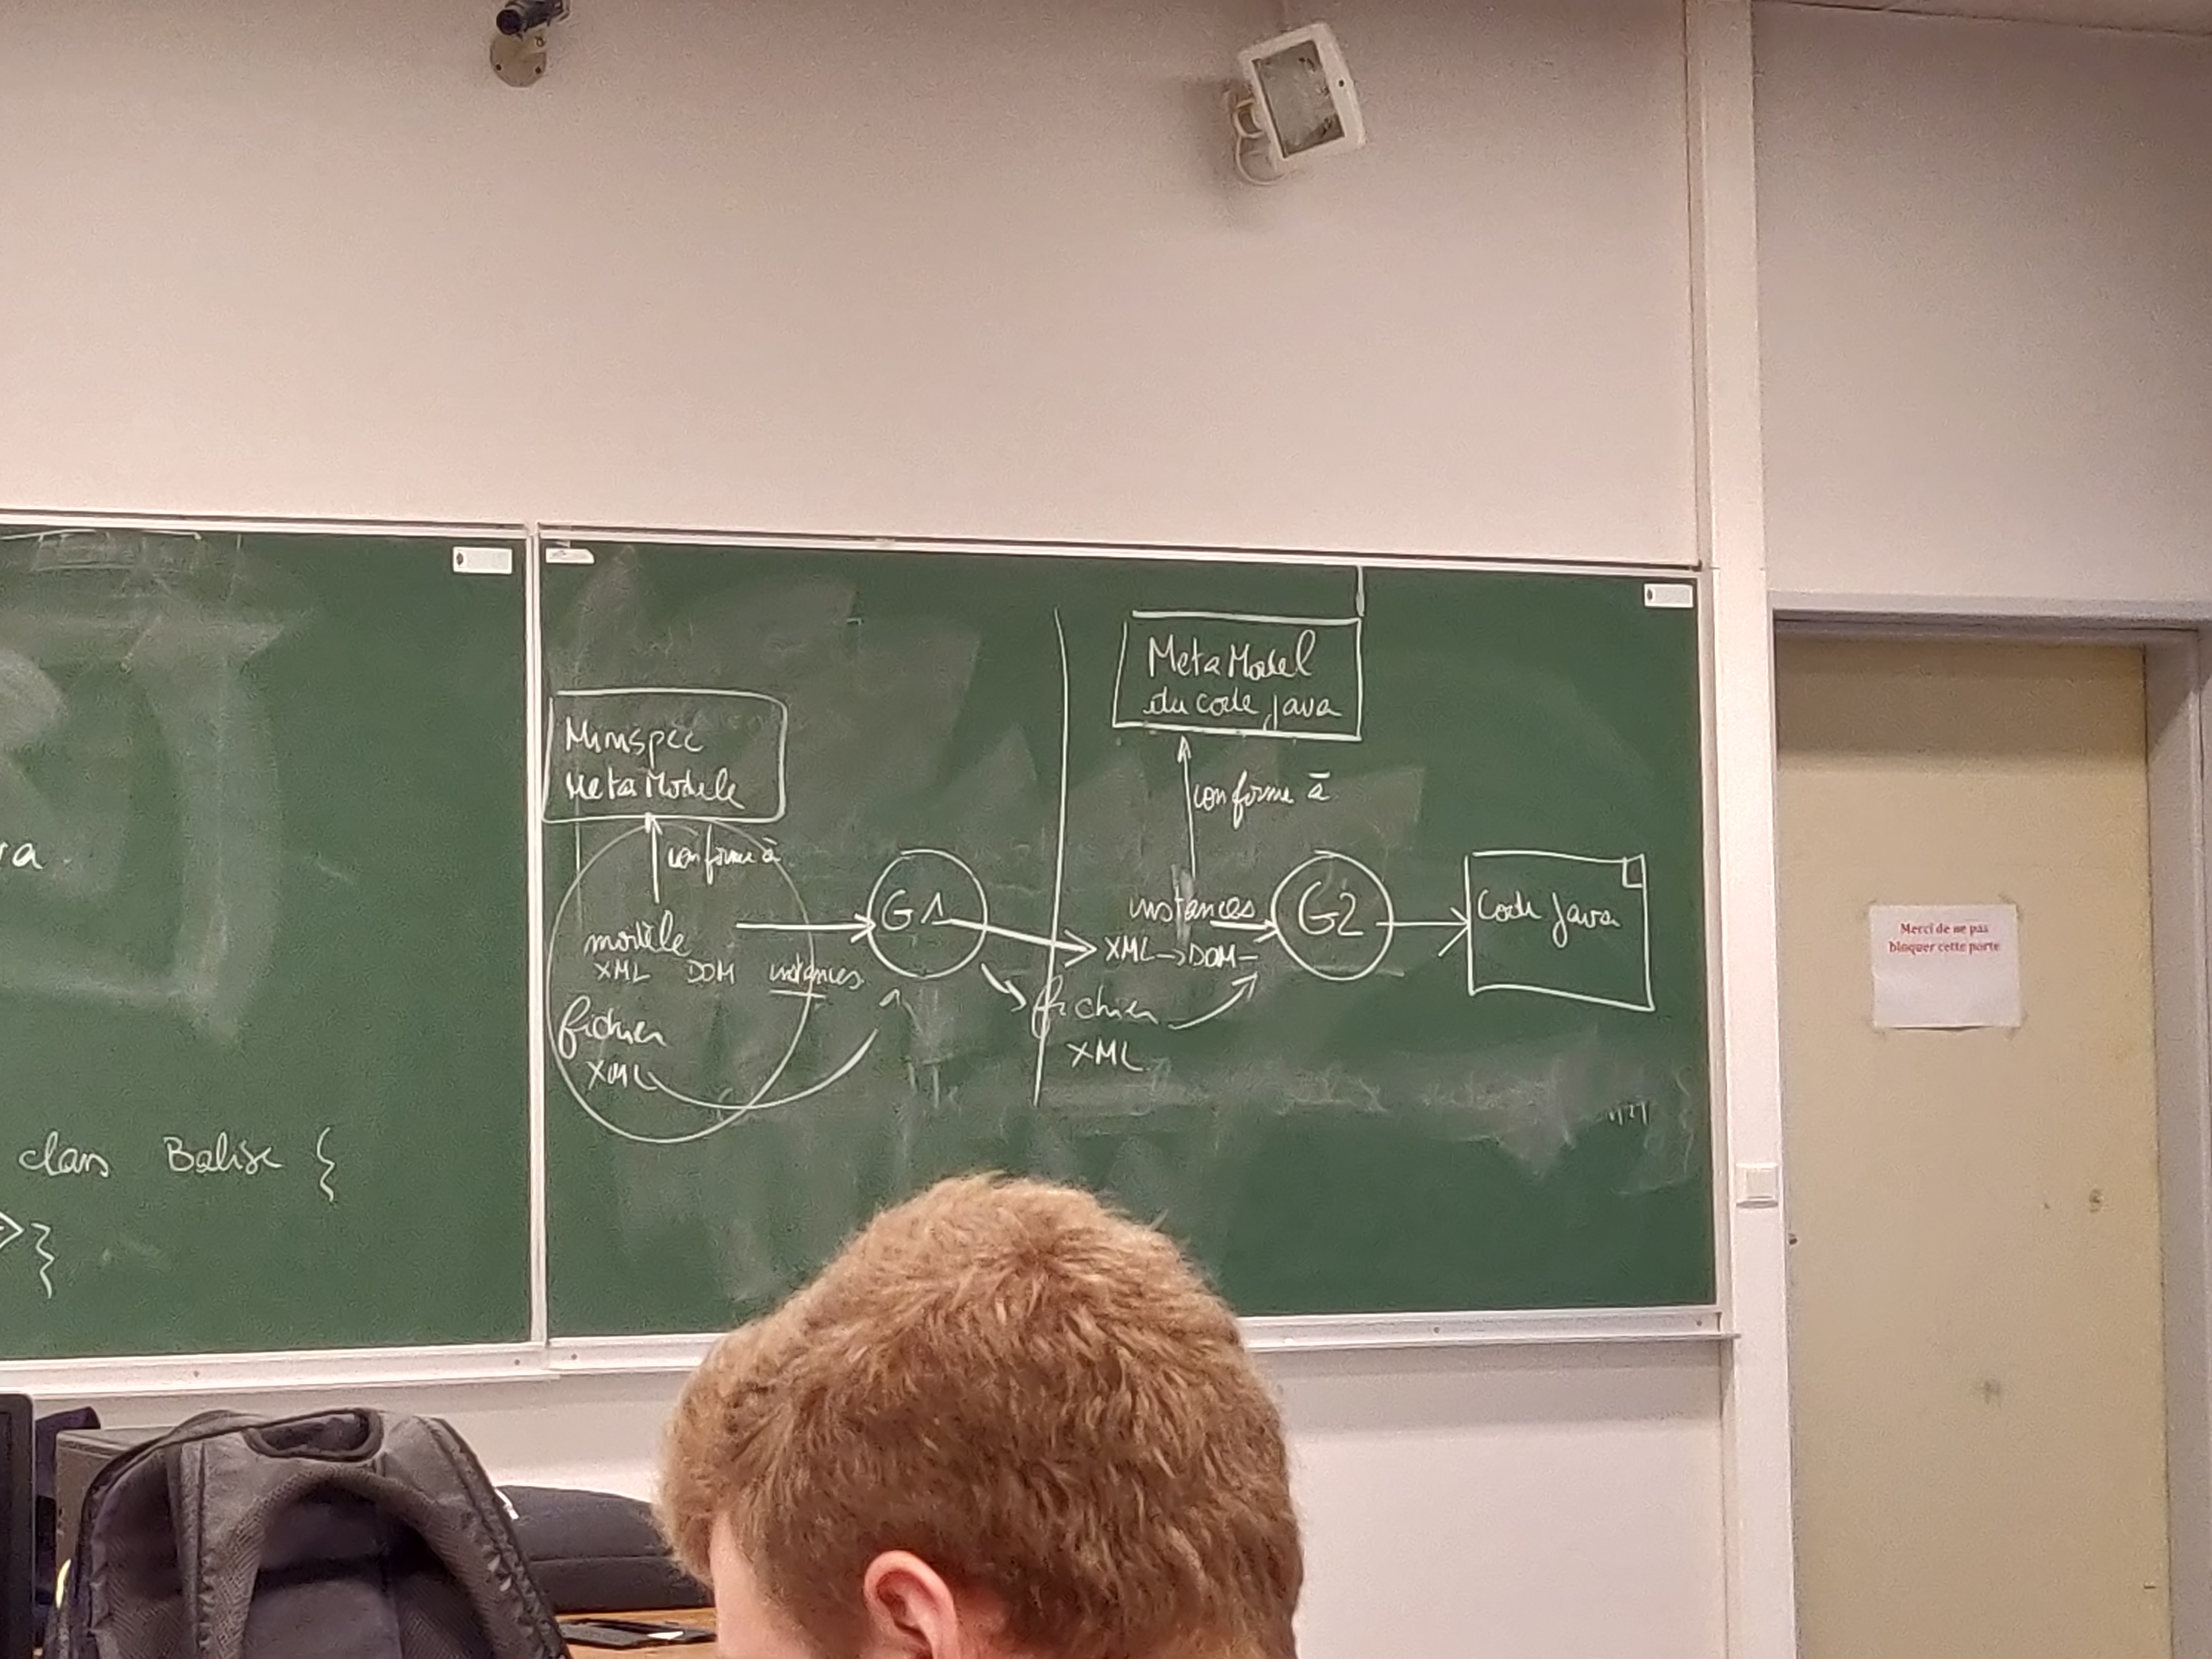 class Balise {
}
Minispec
MetaModele
conforme à
modèle
XML DOM instances
fichier
XML
G1
MetaModel
du code java
conforme à
instances
XML → DOM
fichier
XML
G2
Code java
Merci de ne pas
bloquer cette porte